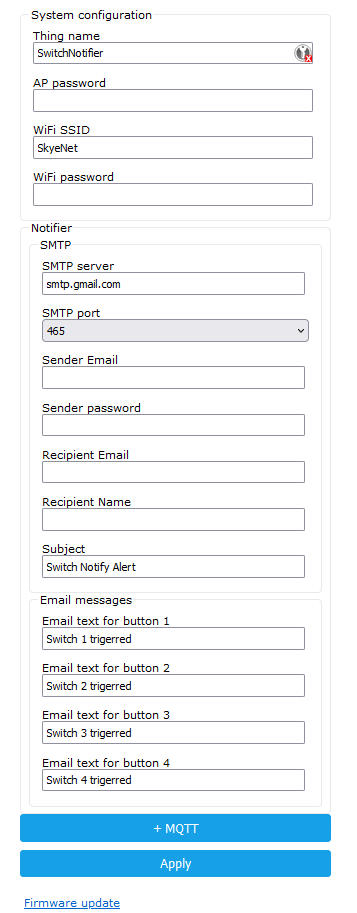 System configuration
Thing name
SwitchNotifier
AP password
WiFi SSID
SkyeNet
WiFi password
Notifier
SMTP
SMTP server
smtp.gmail.com
SMTP port
465
Sender Email
Sender password
Recipient Email
Recipient Name
Subject
Switch Notify Alert
Email messages
Email text for button 1
Switch 1 trigerred
Email text for button 2
Switch 2 trigerred
Email text for button 3
Switch 3 trigerred
Email text for button 4
Switch 4 trigerred
+ MQTT
Apply
Firmware update